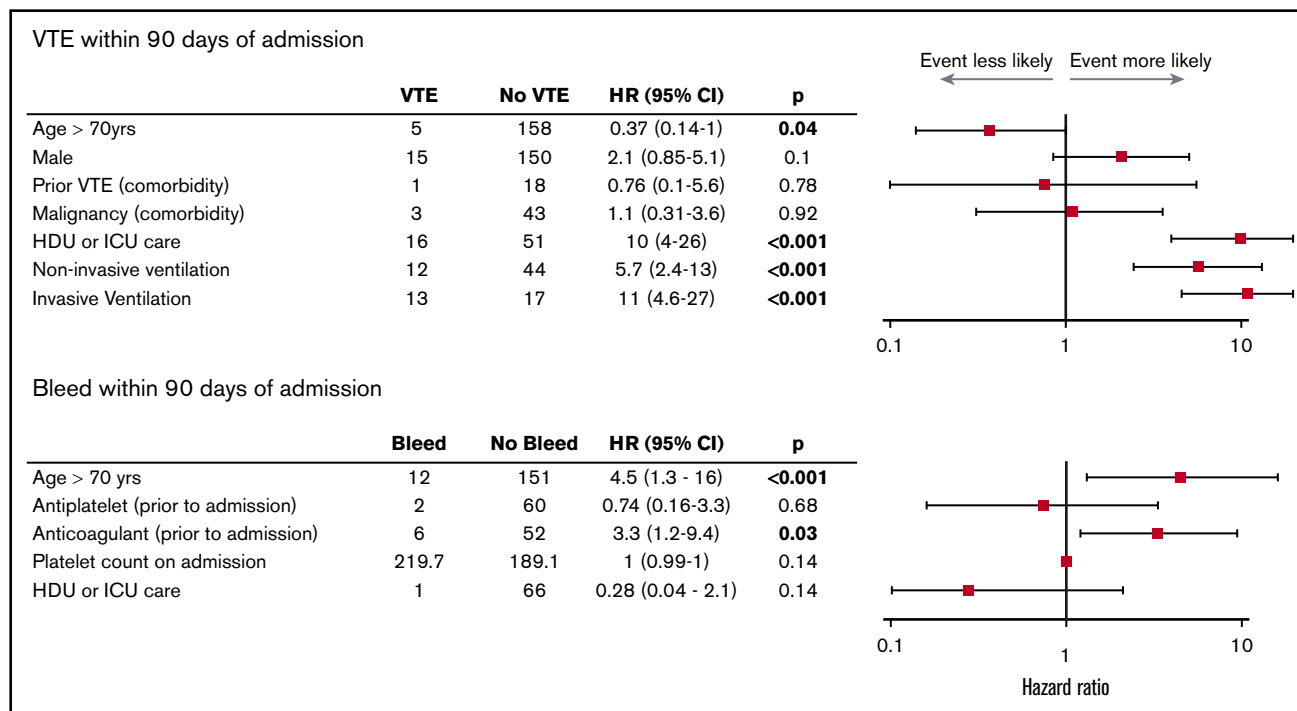 VTE within 90 days of admission
Event less likely Event more likely
VTE No VTE HR (95% CI) p
Age > 70yrs 5 158 0.37 (0.14-1) 0.04
Male 15 150 2.1 (0.85-5.1) 0.1
Prior VTE (comorbidity) 1 18 0.76 (0.1-5.6) 0.78
Malignancy (comorbidity) 3 43 1.1 (0.31-3.6) 0.92
HDU or ICU care 16 51 10 (4-26) <0.001
Non-invasive ventilation 12 44 5.7 (2.4-13) <0.001
Invasive Ventilation 13 17 11 (4.6-27) <0.001
0.1 1 10
Bleed within 90 days of admission
Bleed No Bleed HR (95% CI) p
Age > 70 yrs 12 151 4.5 (1.3 - 16) <0.001
Antiplatelet (prior to admission) 2 60 0.74 (0.16-3.3) 0.68
Anticoagulant (prior to admission) 6 52 3.3 (1.2-9.4) 0.03
Platelet count on admission 219.7 189.1 1 (0.99-1) 0.14
HDU or ICU care 1 66 0.28 (0.04 - 2.1) 0.14
0.1 1 10
Hazard ratio